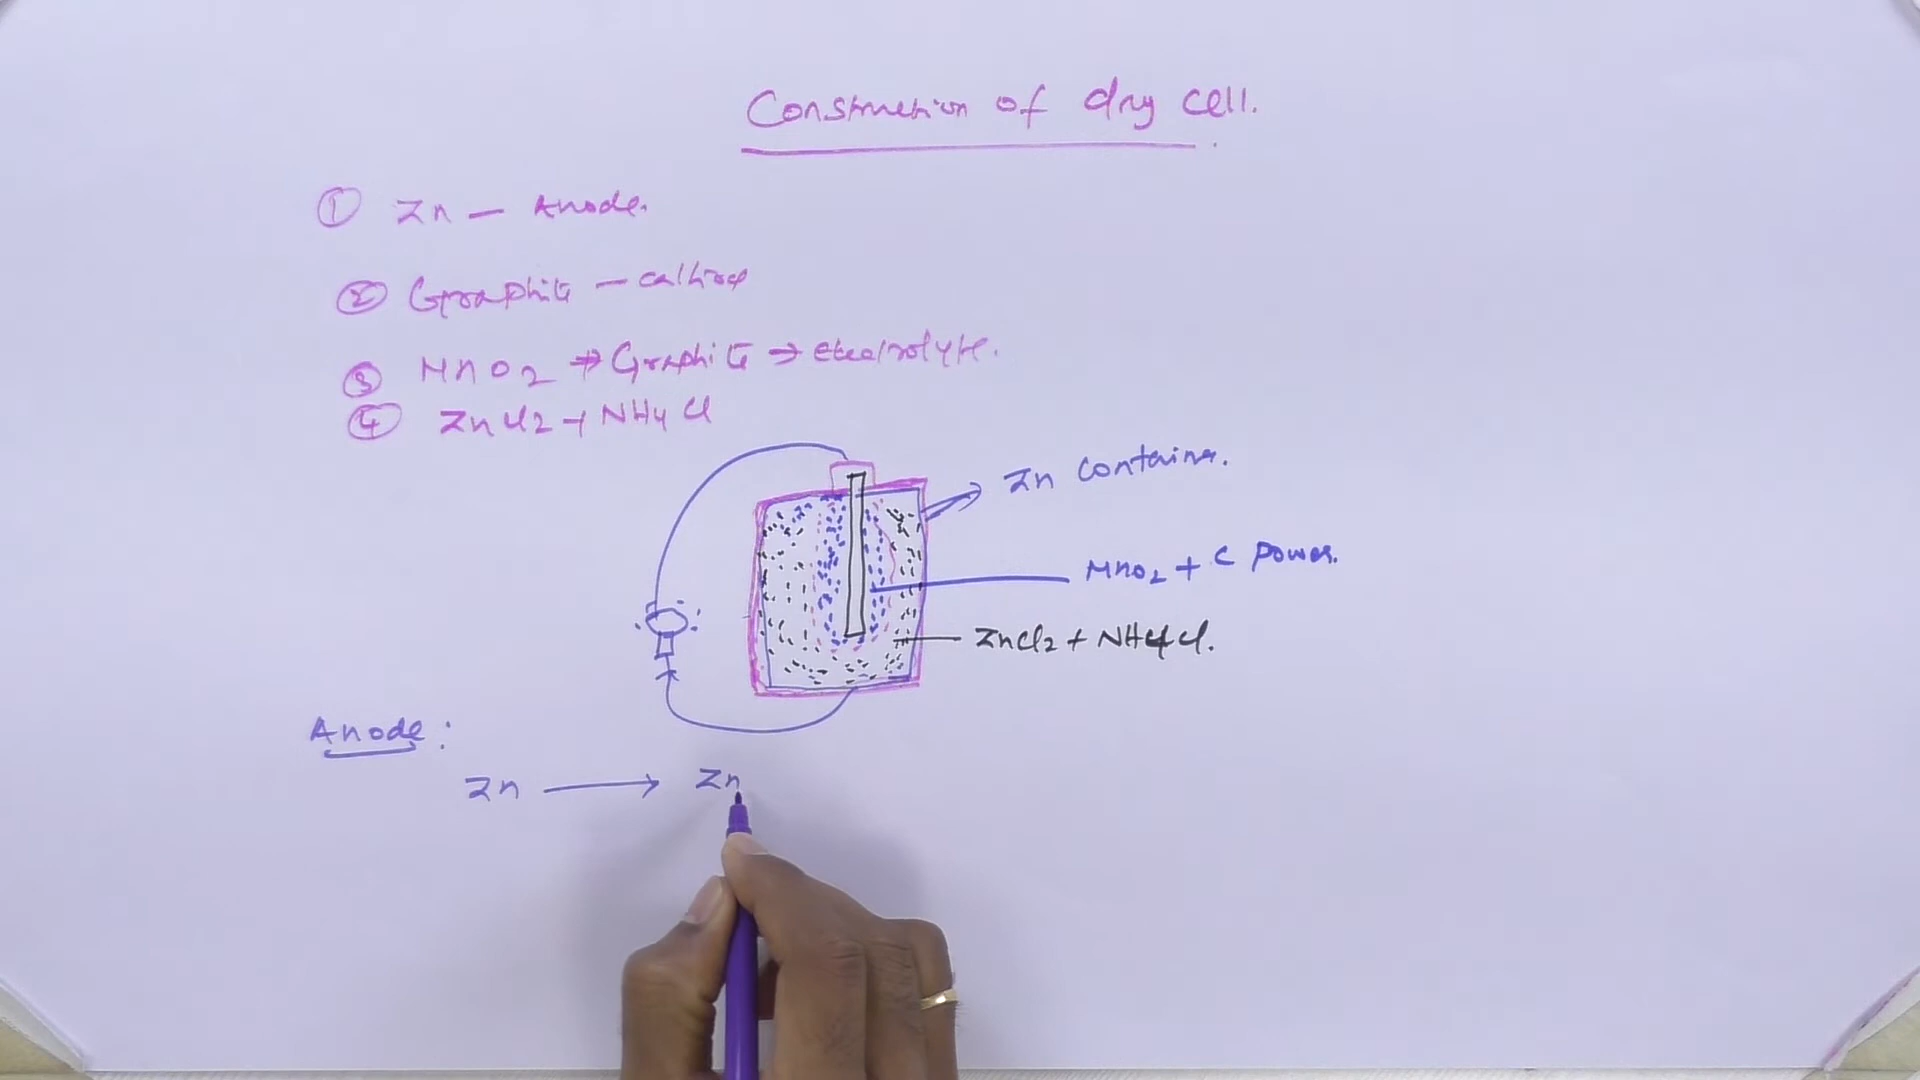 Construction of dry cell.
① Zn — Anode.
② Graphite — cathode
③ MnO2 → Graphite → electrolyte.
④ ZnCl2 + NH4Cl
Zn Container.
MnO2 + C Power.
ZnCl2 + NH4Cl.
Anode:
Zn → Zn